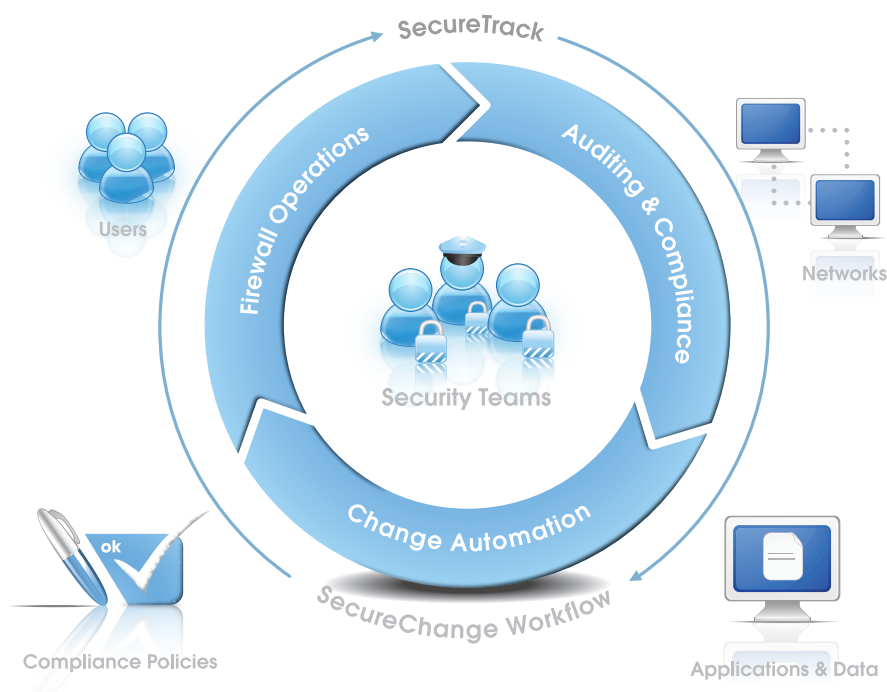 SecureTrack
Firewall Operations
Auditing & Compliance
Users
Networks
Security Teams
Change Automation
ok
SecureChange Workflow
Compliance Policies
Applications & Data